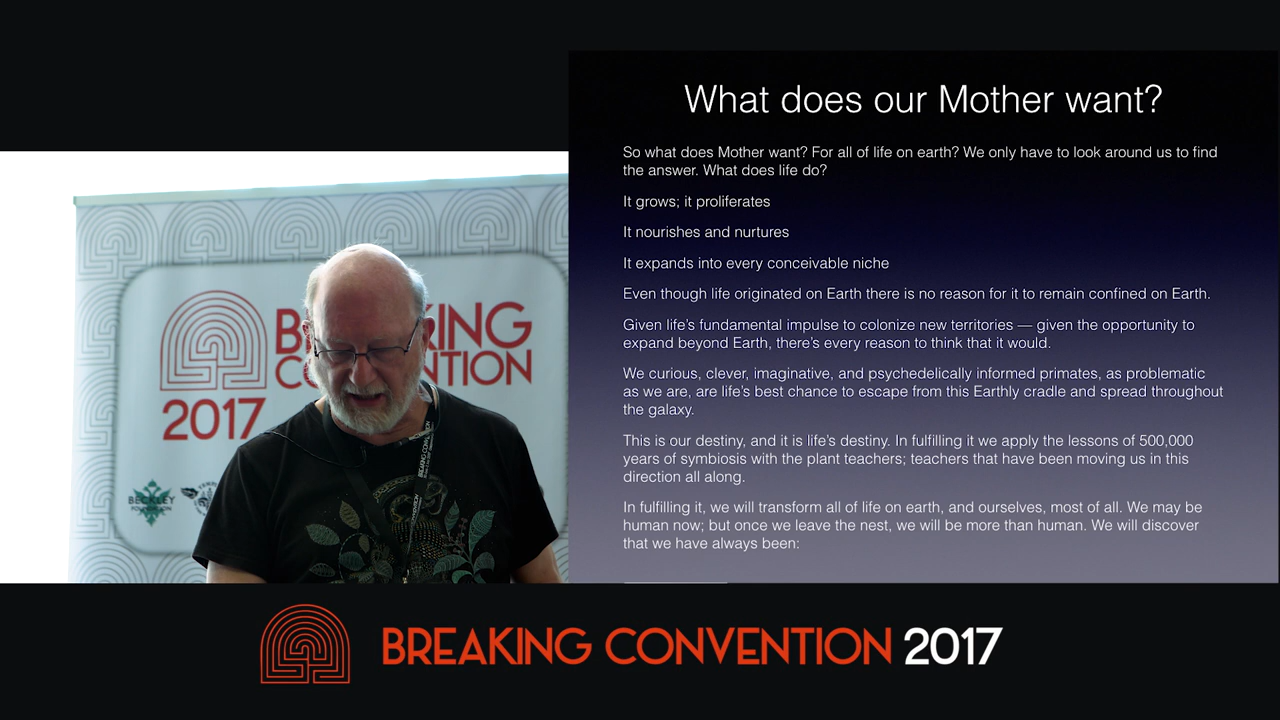 What does our Mother want?
So what does Mother want? For all of life on earth? We only have to look around us to find
the answer. What does life do?
It grows; it proliferates
It nourishes and nurtures
It expands into every conceivable niche
Even though life originated on Earth there is no reason for it to remain confined on Earth.
Given life's fundamental impulse to colonize new territories — given the opportunity to
expand beyond Earth, there's every reason to think that it would.
We curious, clever, imaginative, and psychedelically informed primates, as problematic
as we are, are life's best chance to escape from this Earthly cradle and spread throughout
the galaxy.
This is our destiny, and it is life's destiny. In fulfilling it we apply the lessons of 500,000
years of symbiosis with the plant teachers; teachers that have been moving us in this
direction all along.
In fulfilling it, we will transform all of life on earth, and ourselves, most of all. We may be
human now; but once we leave the nest, we will be more than human. We will discover
that we have always been:
2017
BECKLEY
FOUNDATION
BREAKING CONVENTION
BREAKING CONVENTION 2017